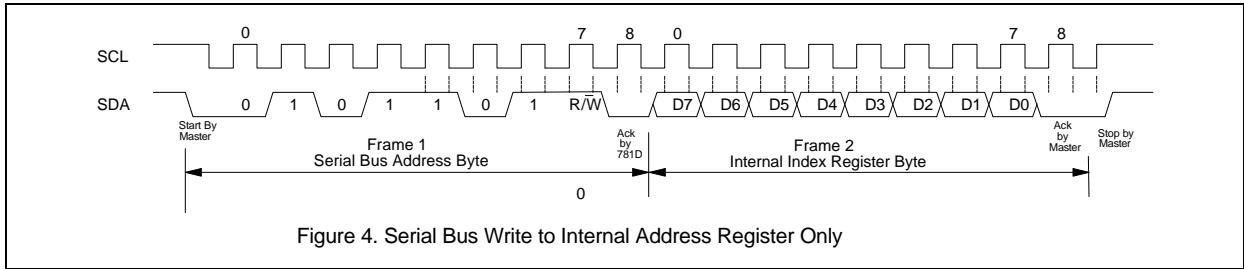 0 7 8 0 7 8
SCL
SDA 0 1 0 1 1 0 1 R/W̅ D7 D6 D5 D4 D3 D2 D1 D0
Start By
Master
Frame 1
Serial Bus Address Byte
Ack
by
781D
Frame 2
Internal Index Register Byte
Ack
by
Master
Stop by
Master
0
Figure 4. Serial Bus Write to Internal Address Register Only